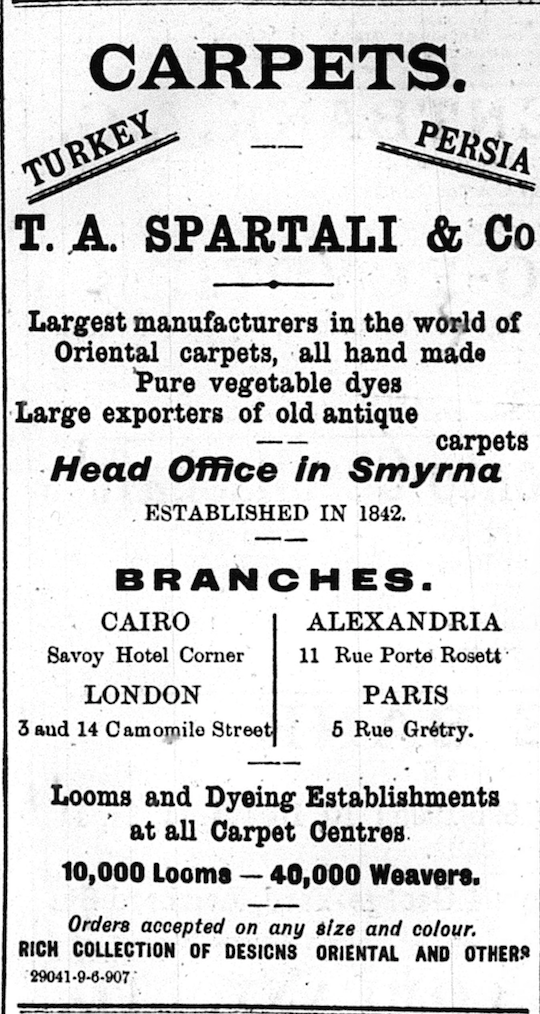 CARPETS.
TURKEY
PERSIA
T. A. SPARTALI & Co
Largest manufacturers in the world of
Oriental carpets, all hand made
Pure vegetable dyes
Large exporters of old antique
carpets
Head Office in Smyrna
ESTABLISHED IN 1842.
BRANCHES.
CAIRO
Savoy Hotel Corner
LONDON
3 aud 14 Camomile Street
ALEXANDRIA
11 Rue Porte Rosett
PARIS
5 Rue Grétry.
Looms and Dyeing Establishments
at all Carpet Centres.
10,000 Looms — 40,000 Weavers.
Orders accepted on any size and colour.
RICH COLLECTION OF DESIGNS ORIENTAL AND OTHERS
29041-9-6-907